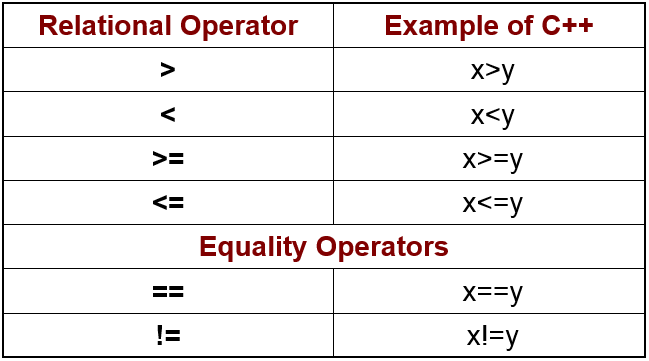 Relational Operator Example of C++
> x>y
< x<y
>= x>=y
<= x<=y
Equality Operators
== x==y
!= x!=y